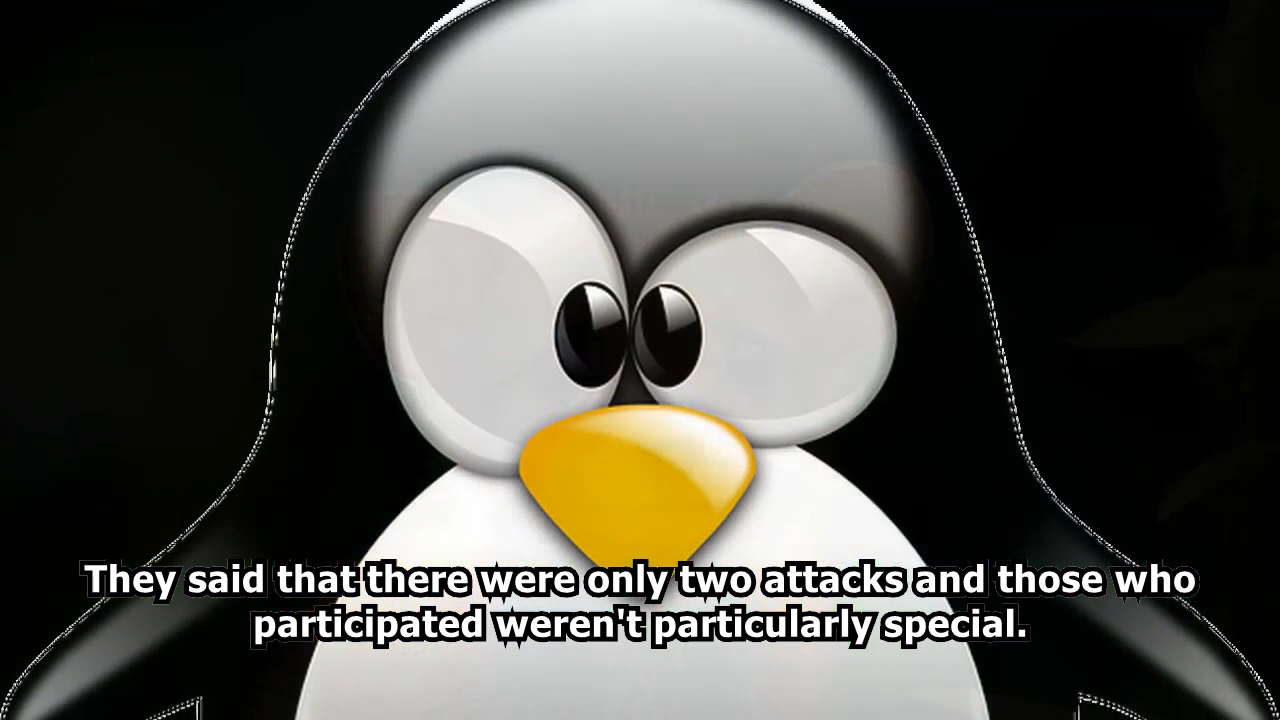 They said that there were only two attacks and those who
participated weren't particularly special.